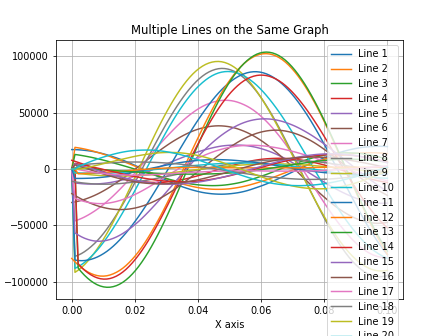 Multiple Lines on the Same Graph
100000
50000
0
−50000
−100000
0.00 0.02 0.04 0.06
X axis
Line 1
Line 2
Line 3
Line 4
Line 5
Line 6
Line 7
Line 8
Line 9
Line 10
Line 11
Line 12
Line 13
Line 14
Line 15
Line 16
Line 17
Line 18
Line 19
Line 20